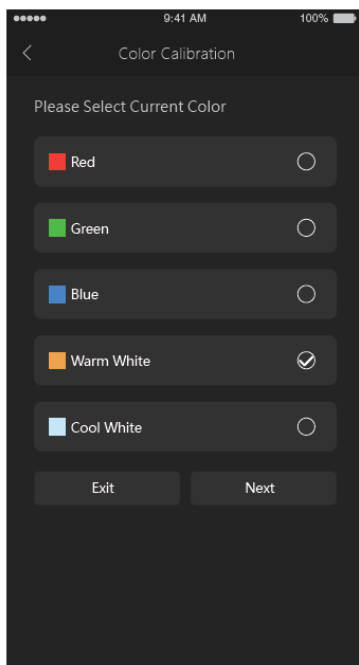 9:41 AM 100%
Color Calibration
Please Select Current Color
Red
Green
Blue
Warm White
Cool White
Exit Next